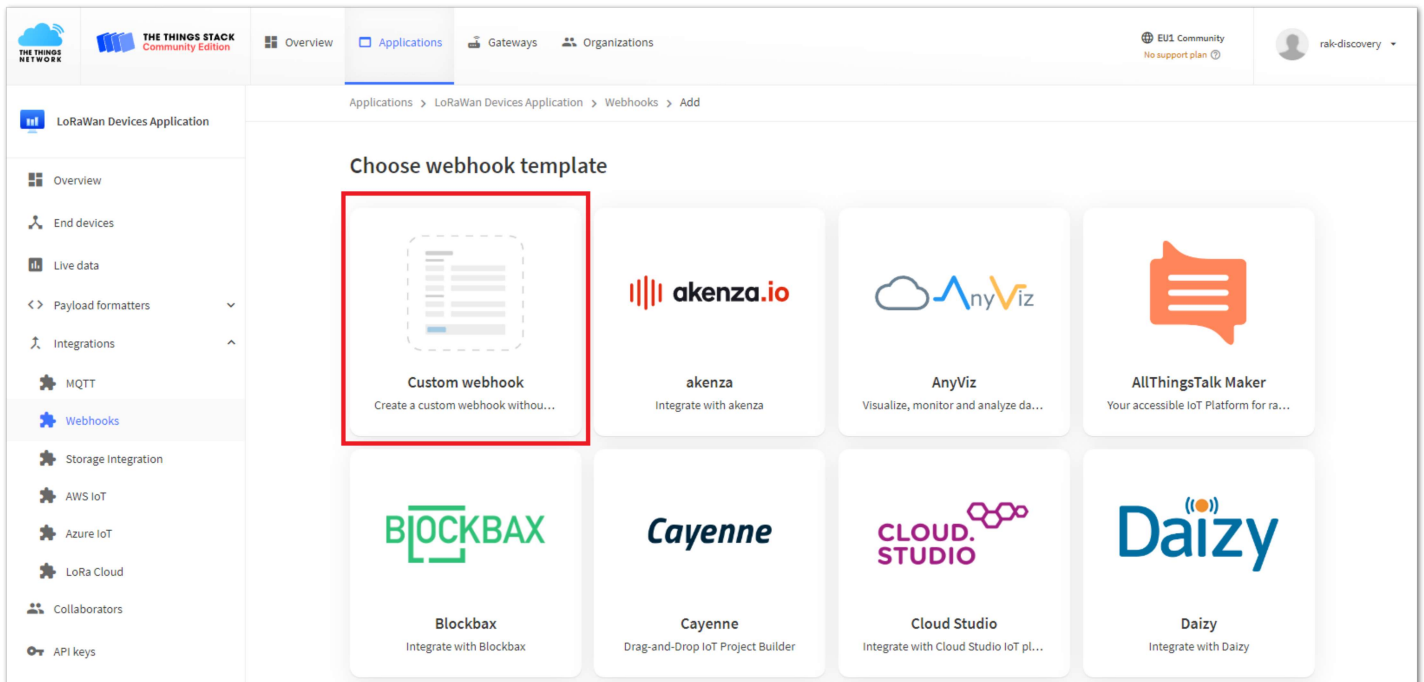 THE THINGS
NETWORK
THE THINGS STACK
Community Edition
Overview
Applications
Gateways
Organizations
EU1 Community
No support plan
rak-discovery
LoRaWan Devices Application
Applications > LoRaWan Devices Application > Webhooks > Add
Overview
End devices
Live data
Payload formatters
Integrations
MQTT
Webhooks
Storage Integration
AWS IoT
Azure IoT
LoRa Cloud
Collaborators
API keys
Choose webhook template
Custom webhook
Create a custom webhook withou...
akenza.io
akenza
Integrate with akenza
AnyViz
AnyViz
Visualize, monitor and analyze da...
AllThingsTalk Maker
Your accessible IoT Platform for ra...
BLOCKBAX
Blockbax
Integrate with Blockbax
Cayenne
Cayenne
Drag-and-Drop IoT Project Builder
CLOUD.
STUDIO
Cloud Studio
Integrate with Cloud Studio IoT pl...
Daizy
Daizy
Integrate with Daizy